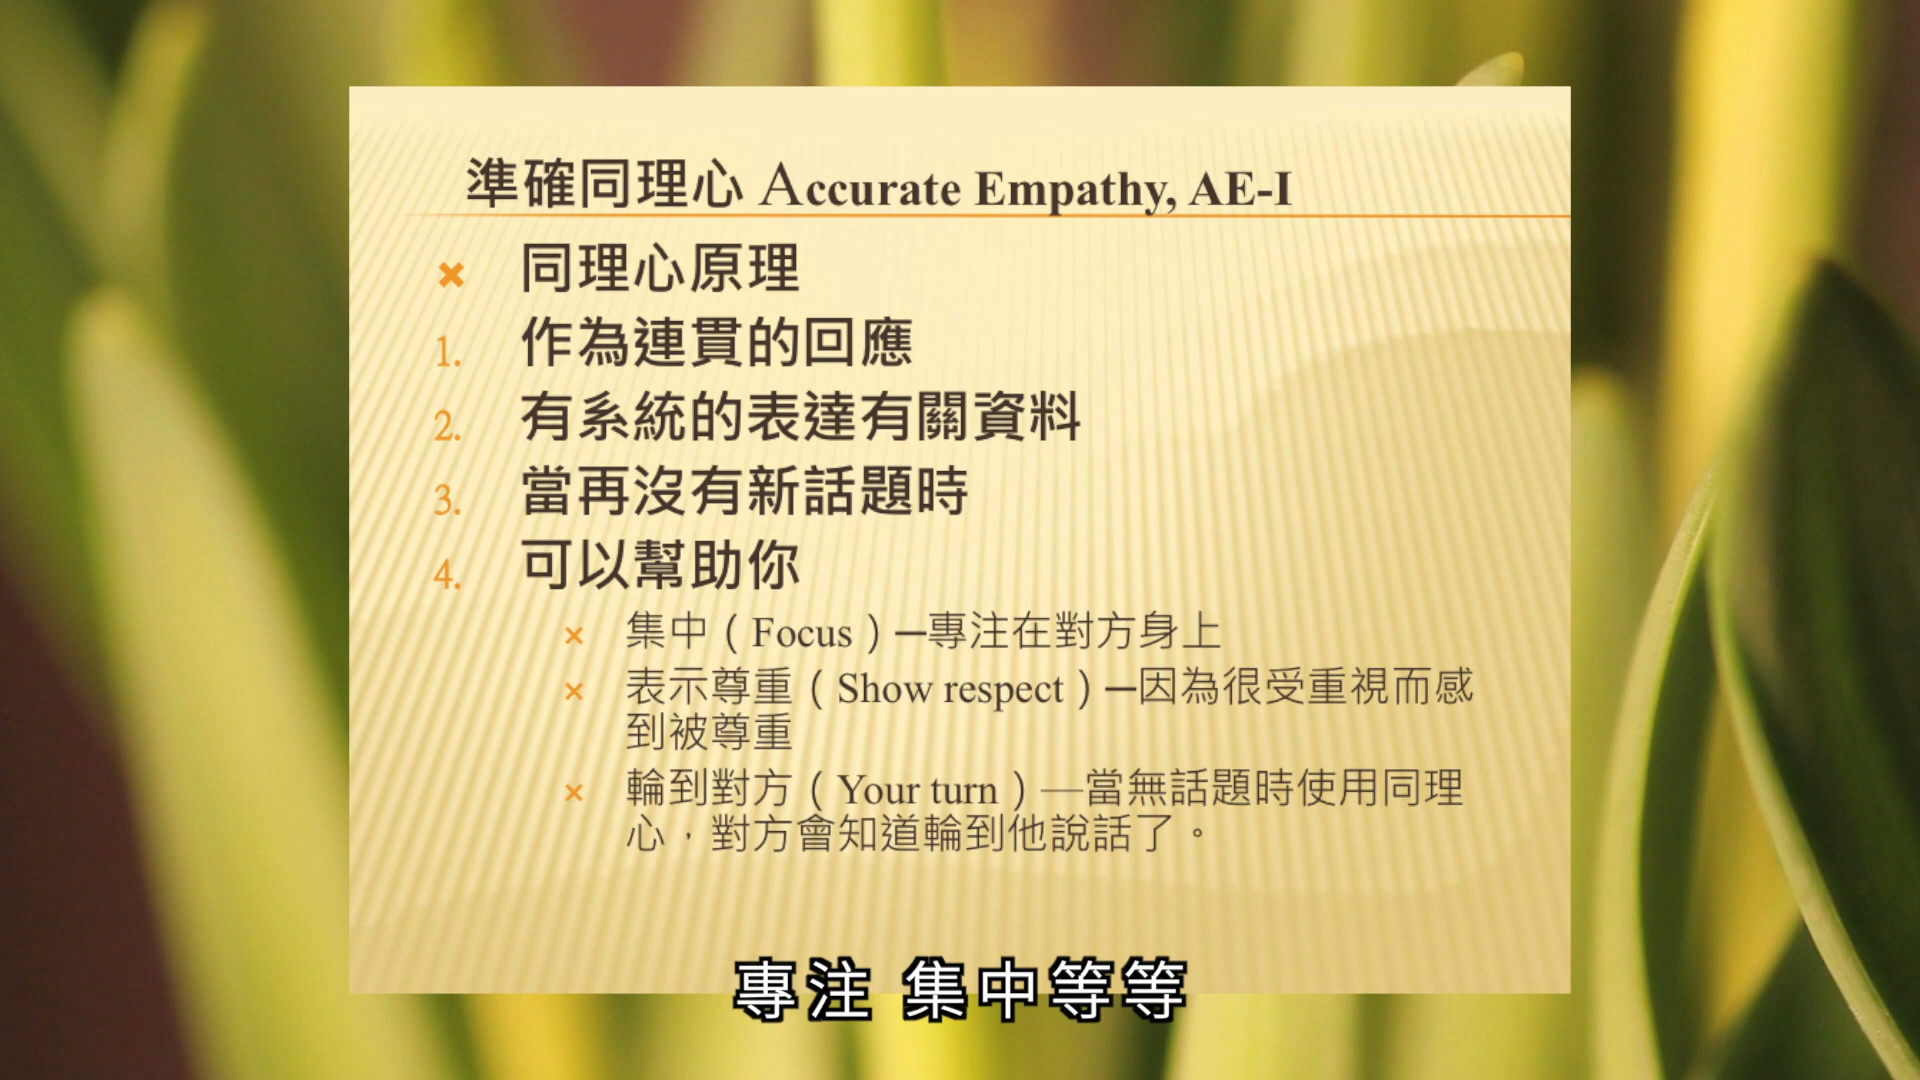 準確同理心 Accurate Empathy, AE-I
同理心原理
1. 作為連貫的回應
2. 有系統的表達有關資料
3. 當再沒有新話題時
4. 可以幫助你
集中（Focus）—專注在對方身上
表示尊重（Show respect）—因為很受重視而感
到被尊重
輪到對方（Your turn）—當無話題時使用同理
心，對方會知道輪到他說話了。
專注 集中等等